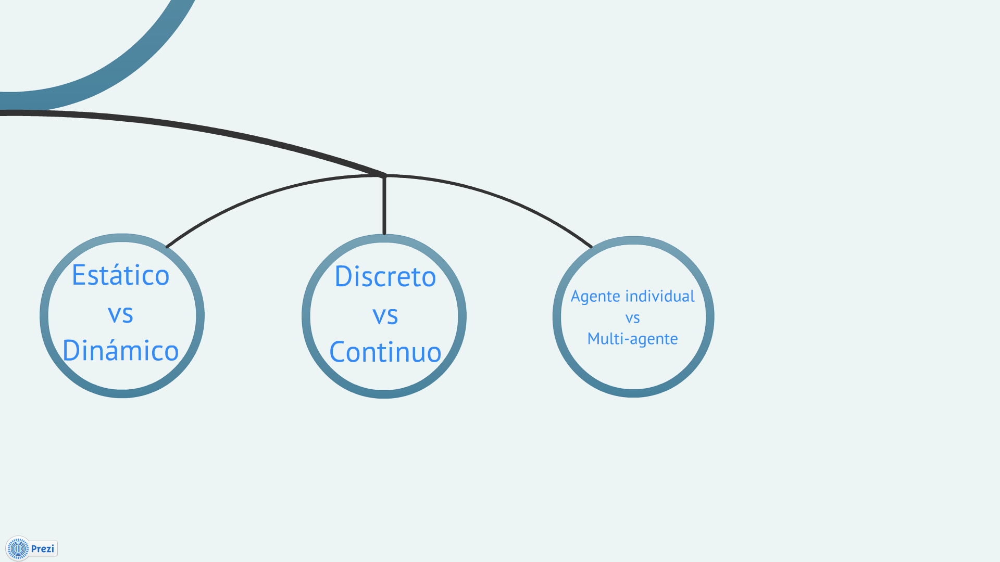 Estático
vs
Dinámico
Discreto
vs
Continuo
Agente individual
vs
Multi-agente
Prezi